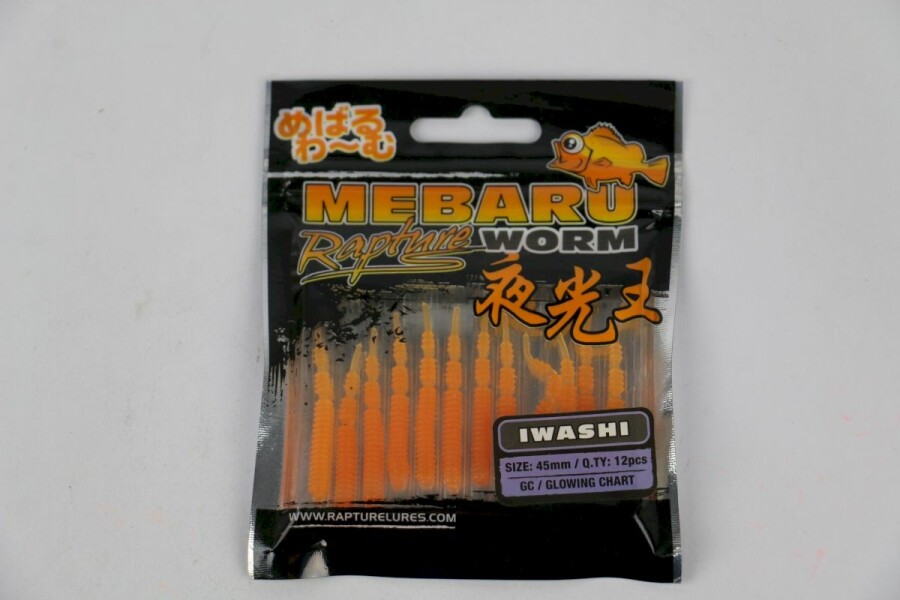 めばる
わ〜む
MEBARU
Rapture WORM
夜光王
IWASHI
SIZE: 45mm / Q.TY: 12pcs
GC / GLOWING CHART
WWW.RAPTURELURES.COM